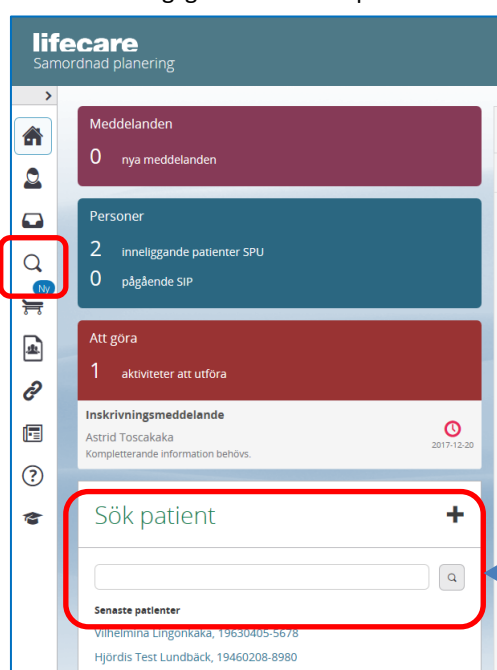 lifecare
Samordnad planering
>
Meddelanden
0 nya meddelanden
Personer
2 inneliggande patienter SPU
0 pågående SIP
Ny
Att göra
1 aktiviteter att utföra
Inskrivningsmeddelande
Astrid Toscakaka
2017-12-20
Kompletterande information behövs.
?
Sök patient
Senaste patienter
Vilhelmina Lingonkaka, 19630405-5678
Hjördis Test Lundbäck, 19460208-8980